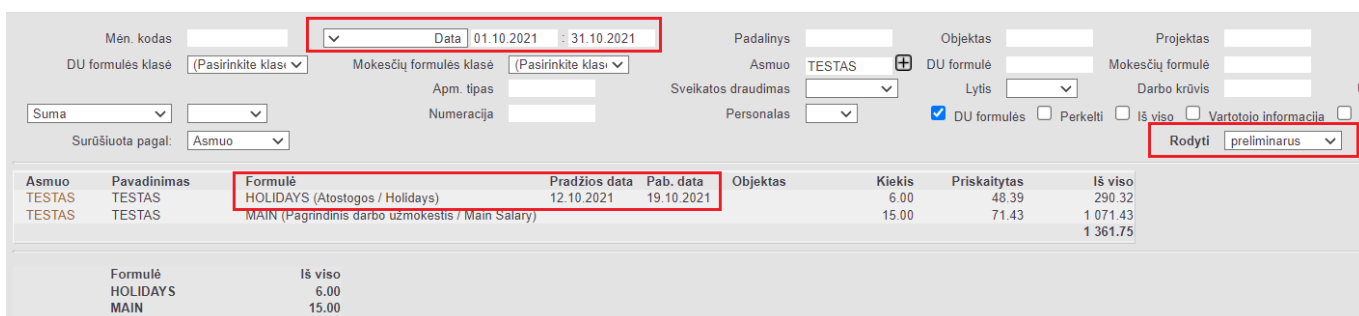 Mėn. kodas Data 01.10.2021 : 31.10.2021 Padalinys Objektas Projektas
DU formulės klasė (Pasirinkite klasę Mokesčių formulės klasė (Pasirinkite klasę Asmuo TESTAS DU formulė Mokesčių formulė
Apm. tipas Sveikatos draudimas Lytis Darbo krūvis
Suma Numeracija Personalas DU formulės Perkelti Iš viso Vartotojo informacija
Surūšiuota pagal: Asmuo Rodyti preliminarus
Asmuo Pavadinimas Formulė Pradžios data Pab. data Objektas Kiekis Priskaitytas Iš viso
TESTAS TESTAS HOLIDAYS (Atostogos / Holidays) 12.10.2021 19.10.2021 6.00 48.39 290.32
TESTAS TESTAS MAIN (Pagrindinis darbo užmokestis / Main Salary) 15.00 71.43 1 071.43
1 361.75
Formulė Iš viso
HOLIDAYS 6.00
MAIN 15.00